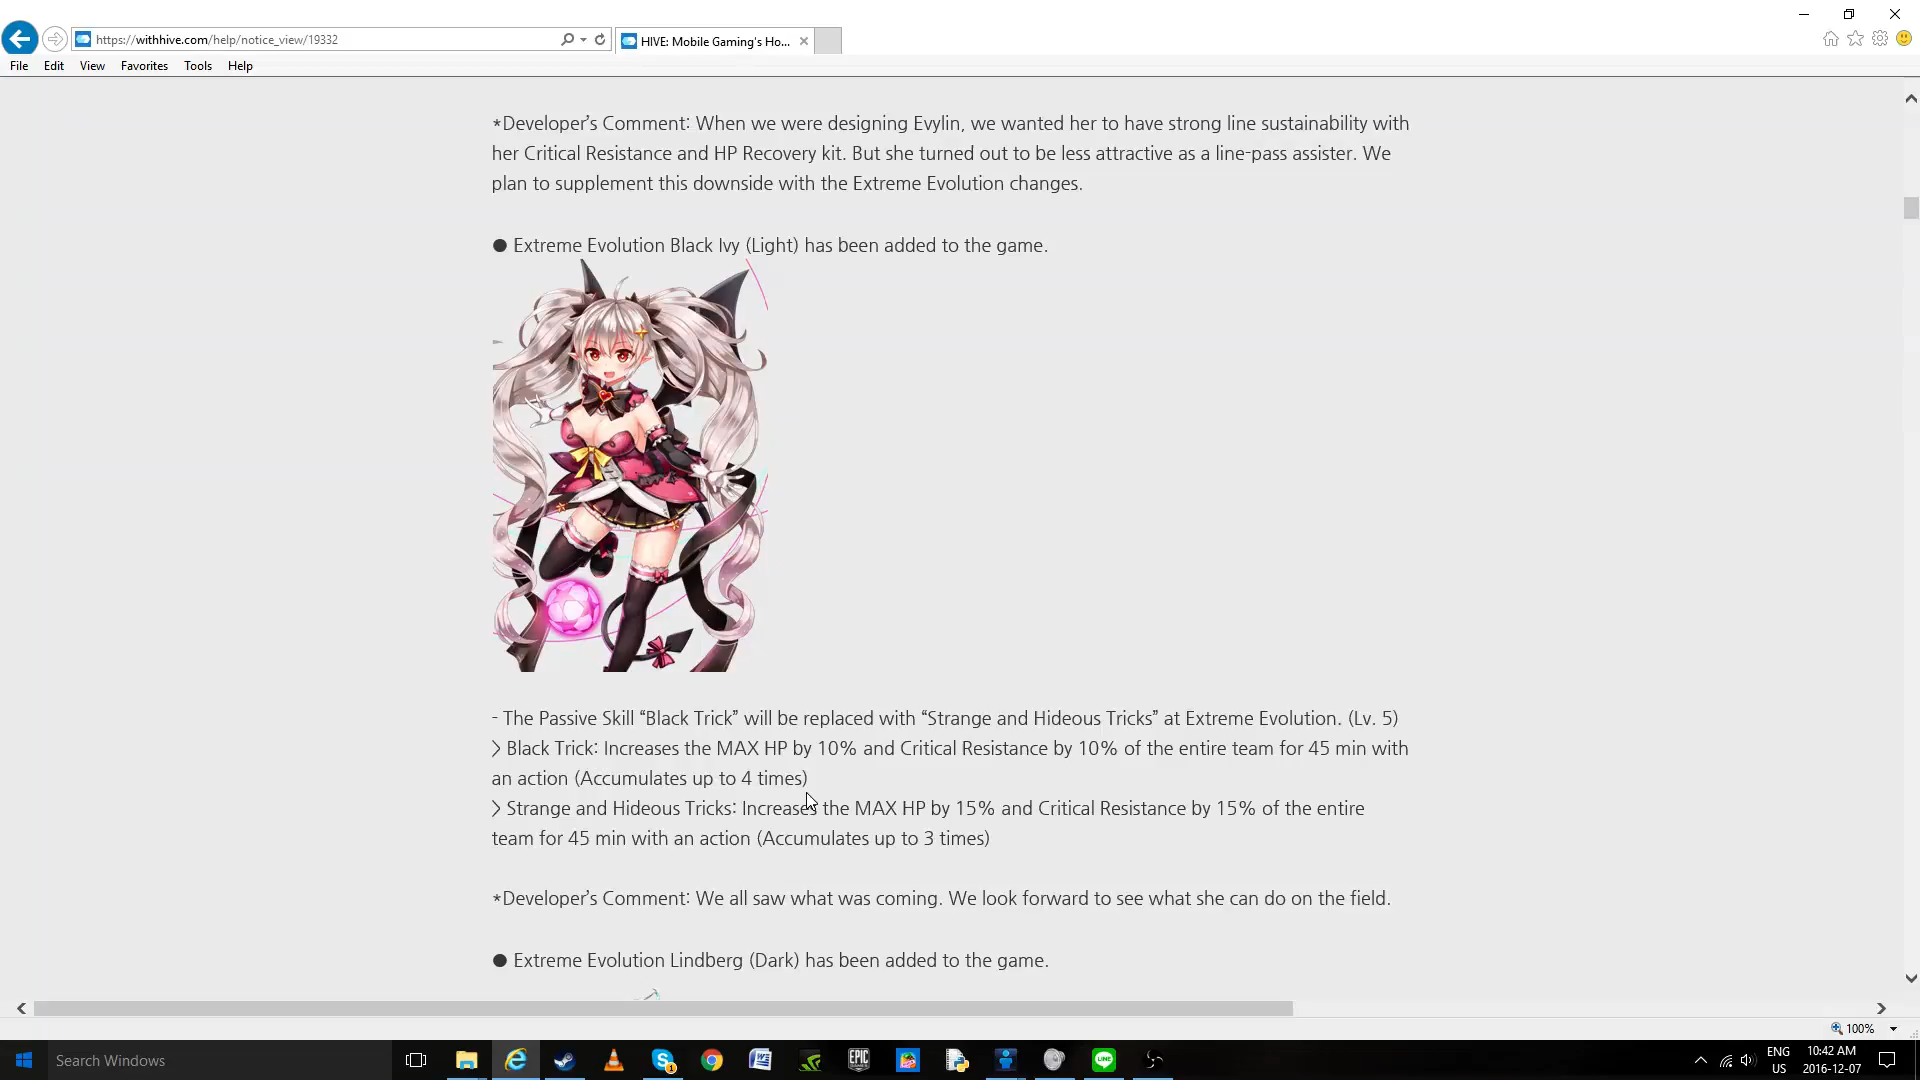 https://withhive.com/help/notice_view/19332
HIVE: Mobile Gaming's Ho...
File Edit View Favorites Tools Help
*Developer's Comment: When we were designing Evylin, we wanted her to have strong line sustainability with
her Critical Resistance and HP Recovery kit. But she turned out to be less attractive as a line-pass assister. We
plan to supplement this downside with the Extreme Evolution changes.
● Extreme Evolution Black Ivy (Light) has been added to the game.
- The Passive Skill “Black Trick” will be replaced with “Strange and Hideous Tricks” at Extreme Evolution. (Lv. 5)
> Black Trick: Increases the MAX HP by 10% and Critical Resistance by 10% of the entire team for 45 min with
an action (Accumulates up to 4 times)
> Strange and Hideous Tricks: Increases the MAX HP by 15% and Critical Resistance by 15% of the entire
team for 45 min with an action (Accumulates up to 3 times)
*Developer's Comment: We all saw what was coming. We look forward to see what she can do on the field.
● Extreme Evolution Lindberg (Dark) has been added to the game.
100%
Search Windows
EPIC
LINE
ENG
US
10:42 AM
2016-12-07